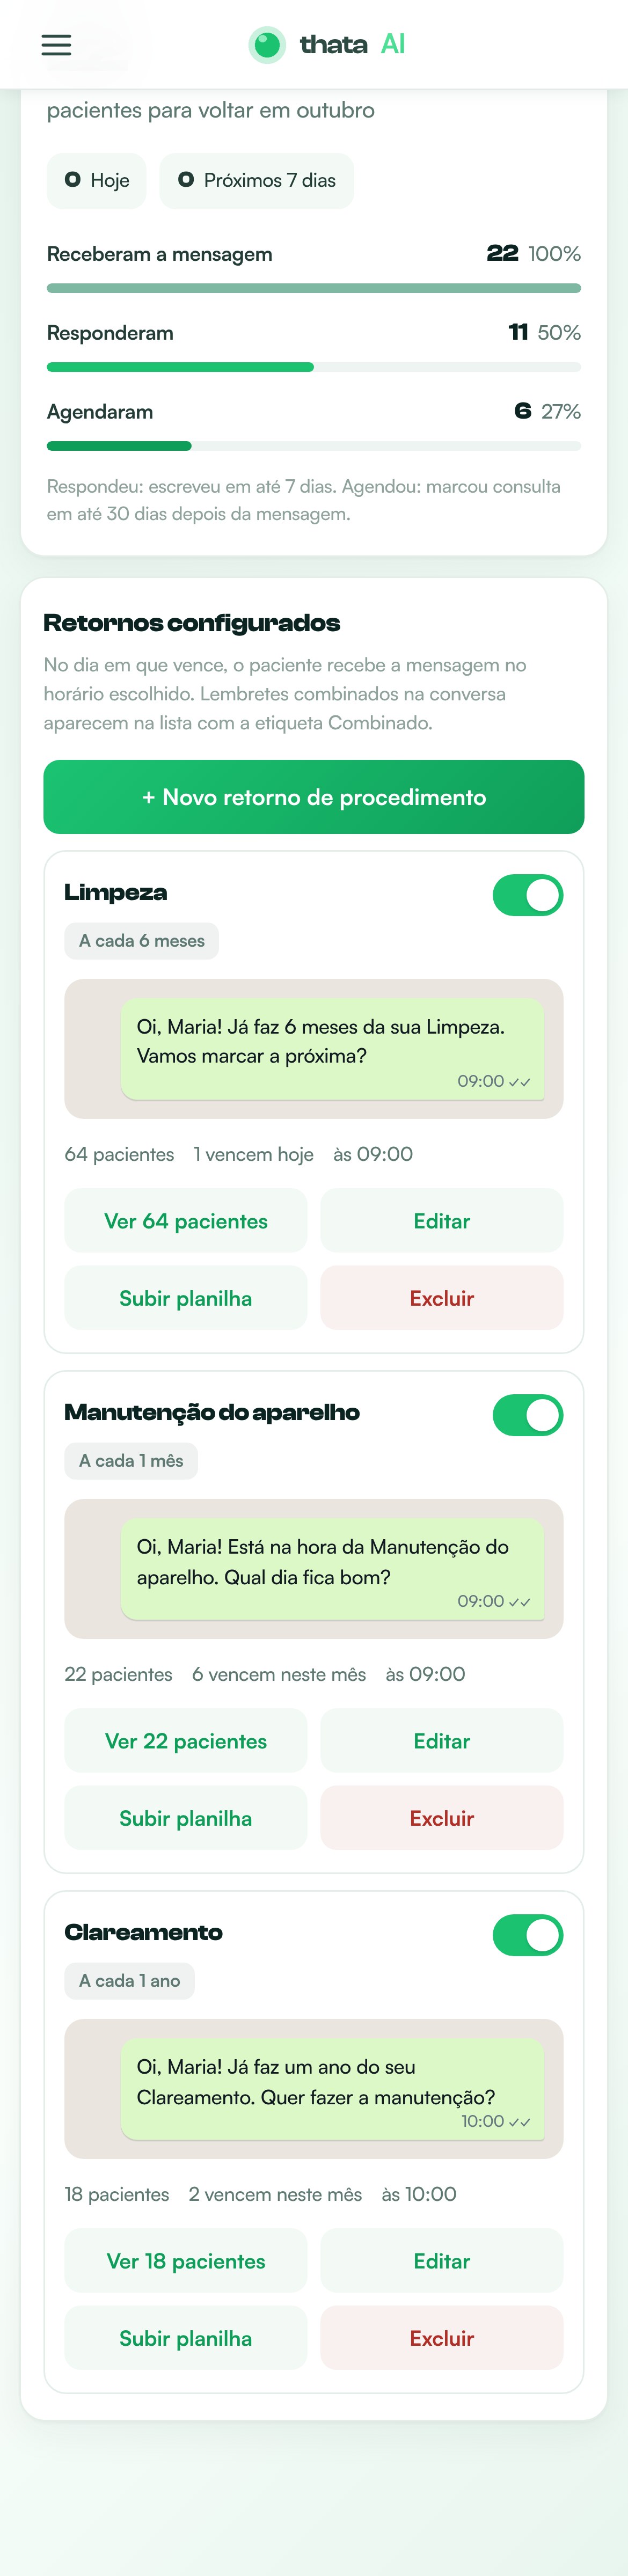 thata AI
pacientes para voltar em outubro
0 Hoje
0 Próximos 7 dias
Receberam a mensagem
22 100%
Responderam
11 50%
Agendaram
6 27%
Respondeu: escreveu em até 7 dias. Agendou: marcou consulta
em até 30 dias depois da mensagem.
Retornos configurados
No dia em que vence, o paciente recebe a mensagem no
horário escolhido. Lembretes combinados na conversa
aparecem na lista com a etiqueta Combinado.
+ Novo retorno de procedimento
Limpeza
A cada 6 meses
Oi, Maria! Já faz 6 meses da sua Limpeza.
Vamos marcar a próxima?
09:00 ✓✓
64 pacientes 1 vencem hoje às 09:00
Ver 64 pacientes
Editar
Subir planilha
Excluir
Manutenção do aparelho
A cada 1 mês
Oi, Maria! Está na hora da Manutenção do
aparelho. Qual dia fica bom?
09:00 ✓✓
22 pacientes 6 vencem neste mês às 09:00
Ver 22 pacientes
Editar
Subir planilha
Excluir
Clareamento
A cada 1 ano
Oi, Maria! Já faz um ano do seu
Clareamento. Quer fazer a manutenção?
10:00 ✓✓
18 pacientes 2 vencem neste mês às 10:00
Ver 18 pacientes
Editar
Subir planilha
Excluir